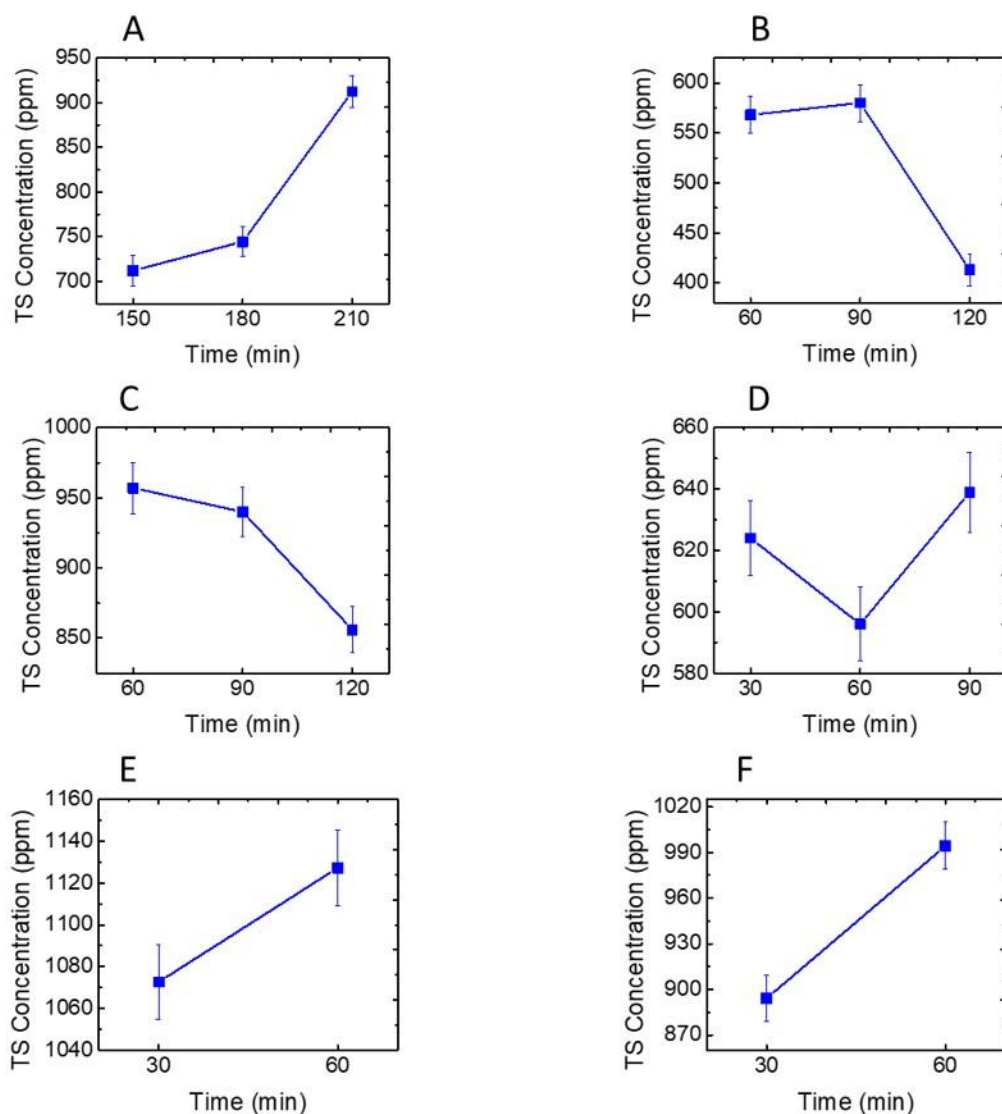 A
TS Concentration (ppm)
950
900
850
800
750
700
150 180 210
Time (min)
B
TS Concentration (ppm)
600
550
500
450
400
60 90 120
Time (min)
C
TS Concentration (ppm)
1000
950
900
850
60 90 120
Time (min)
D
TS Concentration (ppm)
660
640
620
600
580
30 60 90
Time (min)
E
TS Concentration (ppm)
1160
1140
1120
1100
1080
1060
1040
30 60
Time (min)
F
TS Concentration (ppm)
1020
990
960
930
900
870
30 60
Time (min)